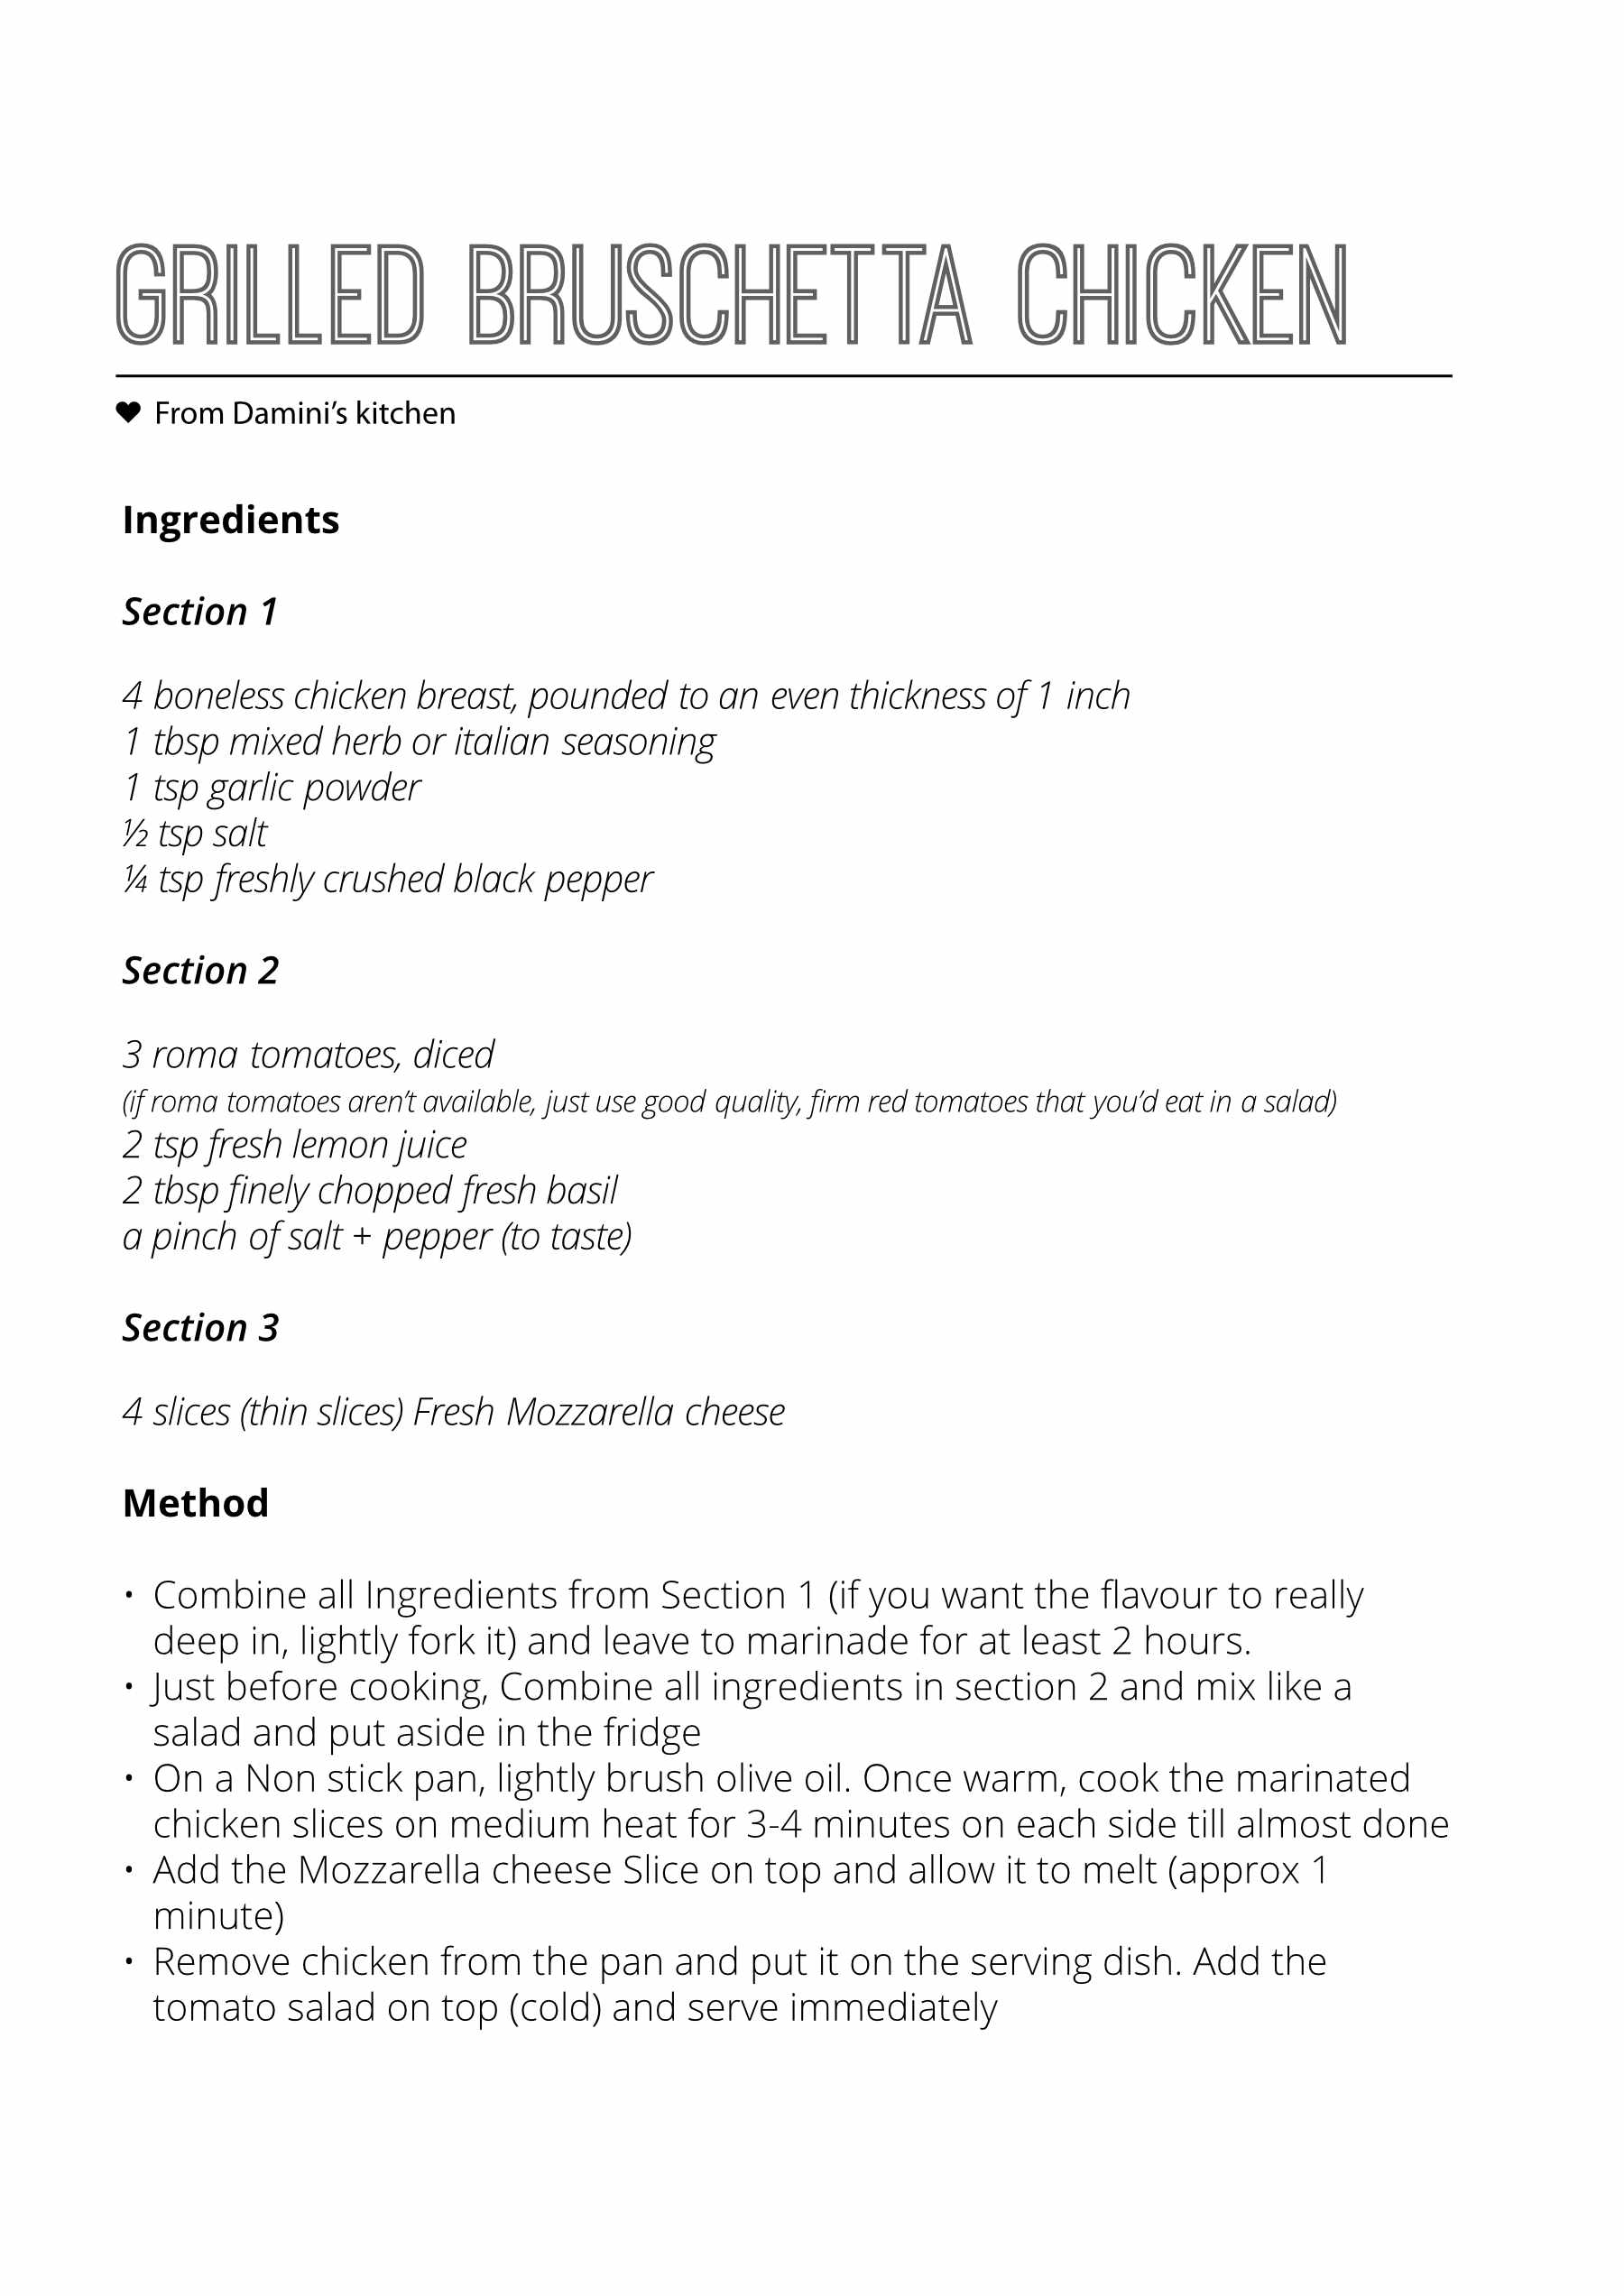 GRILLED BRUSCHETTA CHICKEN
♥ From Damini's kitchen
Ingredients
Section 1
4 boneless chicken breast, pounded to an even thickness of 1 inch
1 tbsp mixed herb or italian seasoning
1 tsp garlic powder
½ tsp salt
¼ tsp freshly crushed black pepper
Section 2
3 roma tomatoes, diced
(if roma tomatoes aren't available, just use good quality, firm red tomatoes that you'd eat in a salad)
2 tsp fresh lemon juice
2 tbsp finely chopped fresh basil
a pinch of salt + pepper (to taste)
Section 3
4 slices (thin slices) Fresh Mozzarella cheese
Method
• Combine all Ingredients from Section 1 (if you want the flavour to really
deep in, lightly fork it) and leave to marinade for at least 2 hours.
• Just before cooking, Combine all ingredients in section 2 and mix like a
salad and put aside in the fridge
• On a Non stick pan, lightly brush olive oil. Once warm, cook the marinated
chicken slices on medium heat for 3-4 minutes on each side till almost done
• Add the Mozzarella cheese Slice on top and allow it to melt (approx 1
minute)
• Remove chicken from the pan and put it on the serving dish. Add the
tomato salad on top (cold) and serve immediately